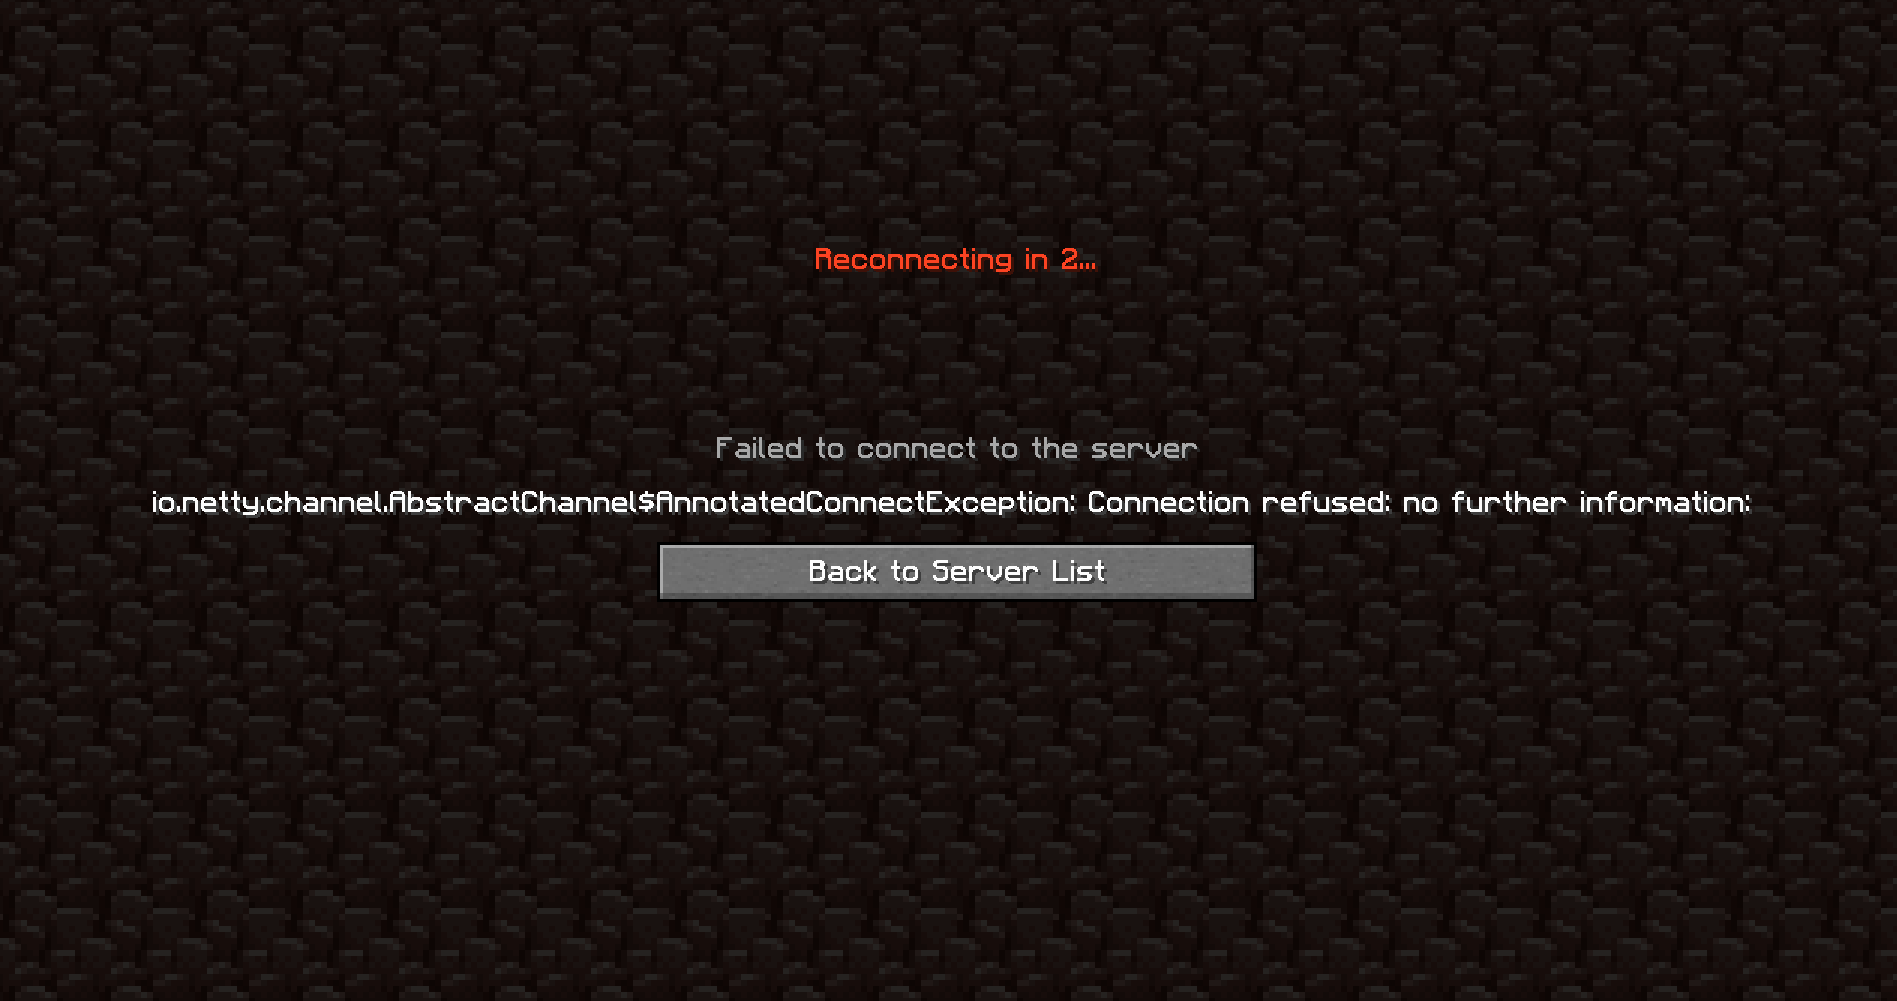 Reconnecting in 2...
Failed to connect to the server
io.netty.channel.AbstractChannel$AnnotatedConnectException: Connection refused: no further information:
Back to Server List